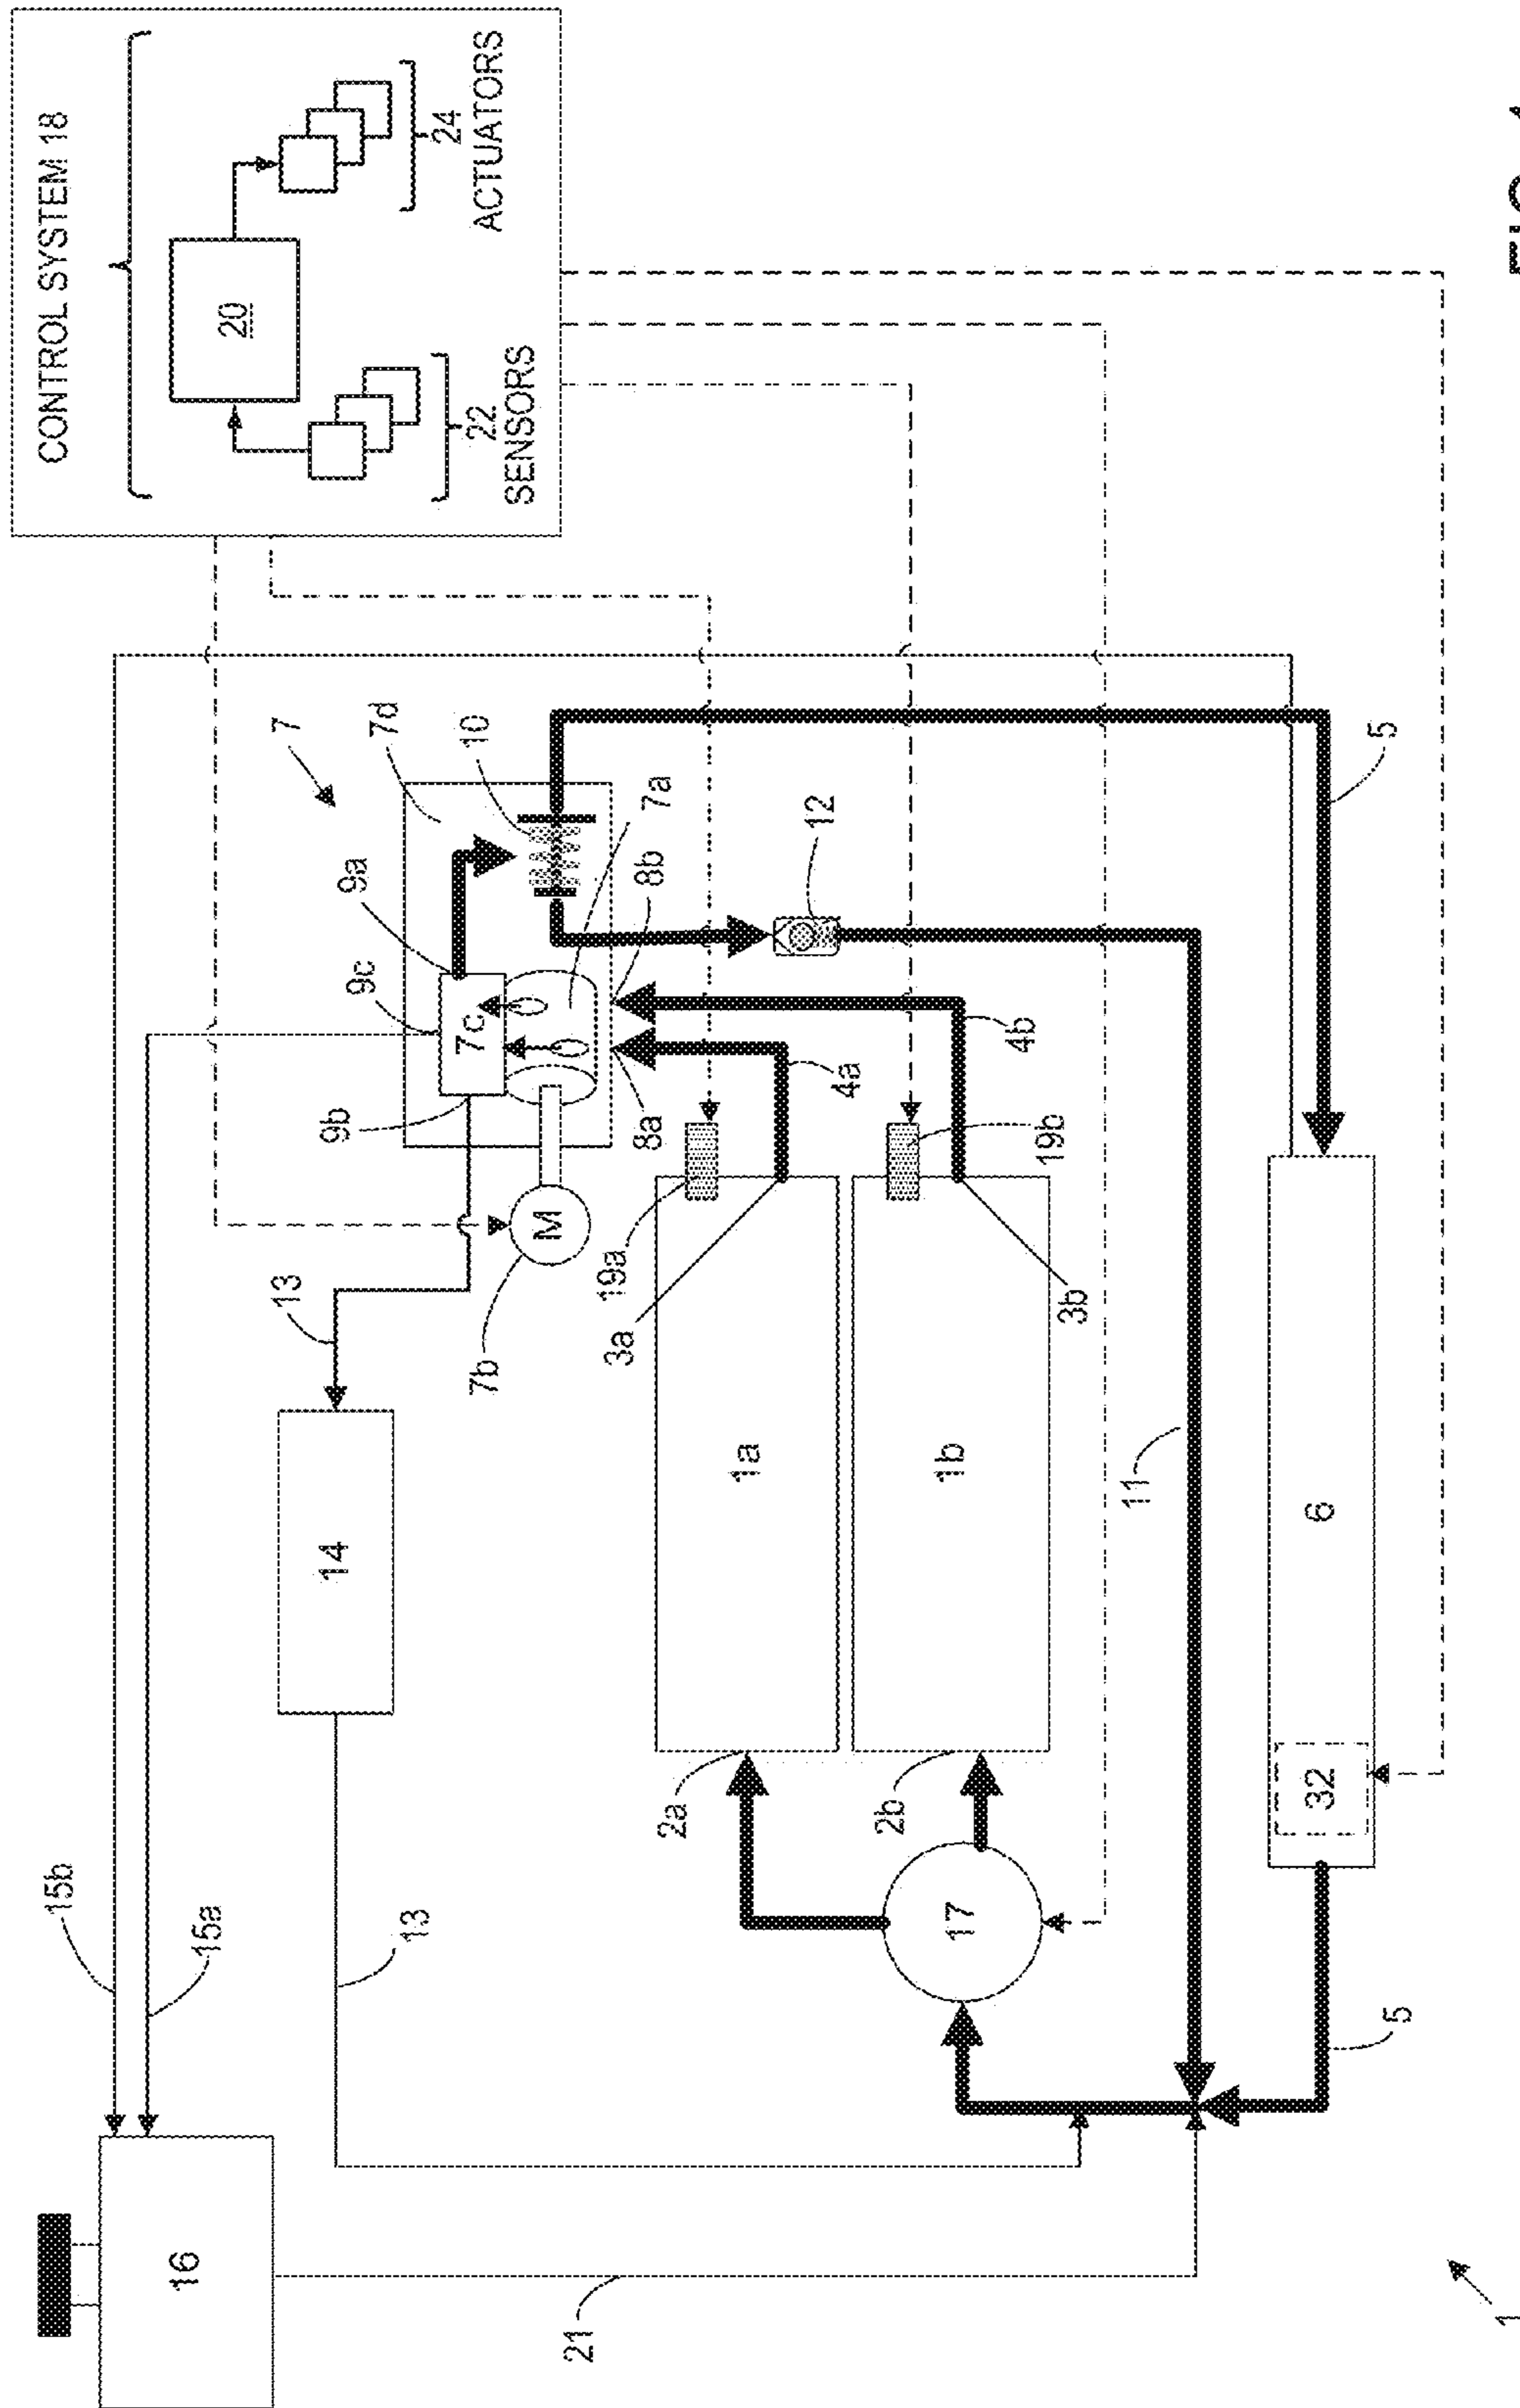 CONTROL SYSTEM 18
15b
16
15a
20
13
7
14
9b
9a
9c
7d
13
24
ACTUATORS
7c
10
22
SENSORS
7b
M
21
19a
3a
8a
8b
7a
2a
1a
12
4a
2b
1b
17
4b
19b
3b
11
32
6
5
5
1